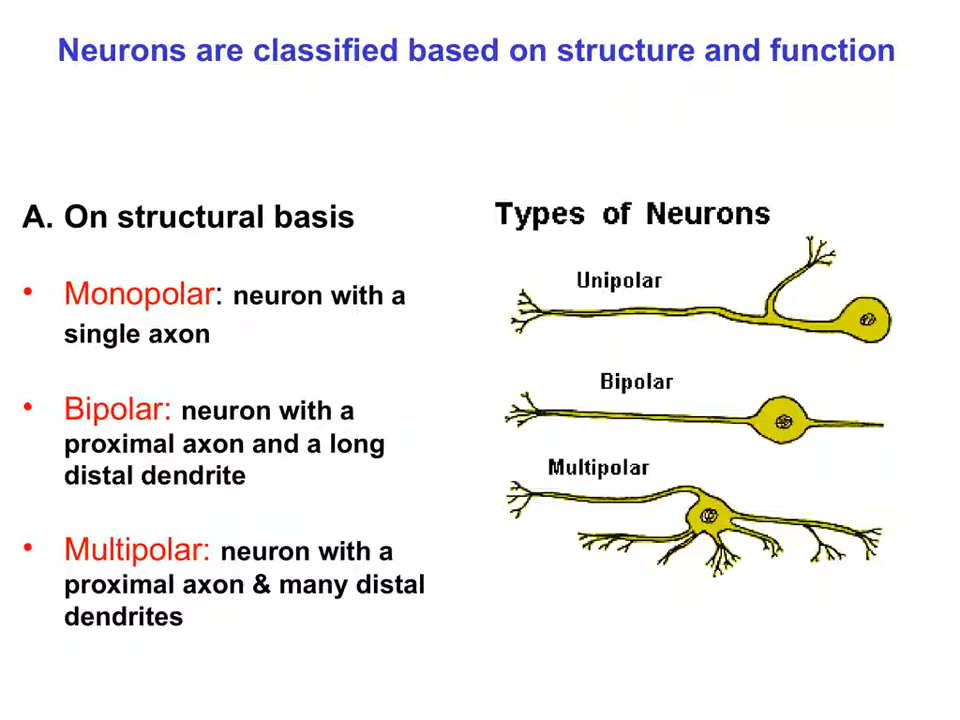 Neurons are classified based on structure and function
A. On structural basis
• Monopolar: neuron with a
single axon
• Bipolar: neuron with a
proximal axon and a long
distal dendrite
• Multipolar: neuron with a
proximal axon & many distal
dendrites
Types of Neurons
Unipolar
Bipolar
Multipolar